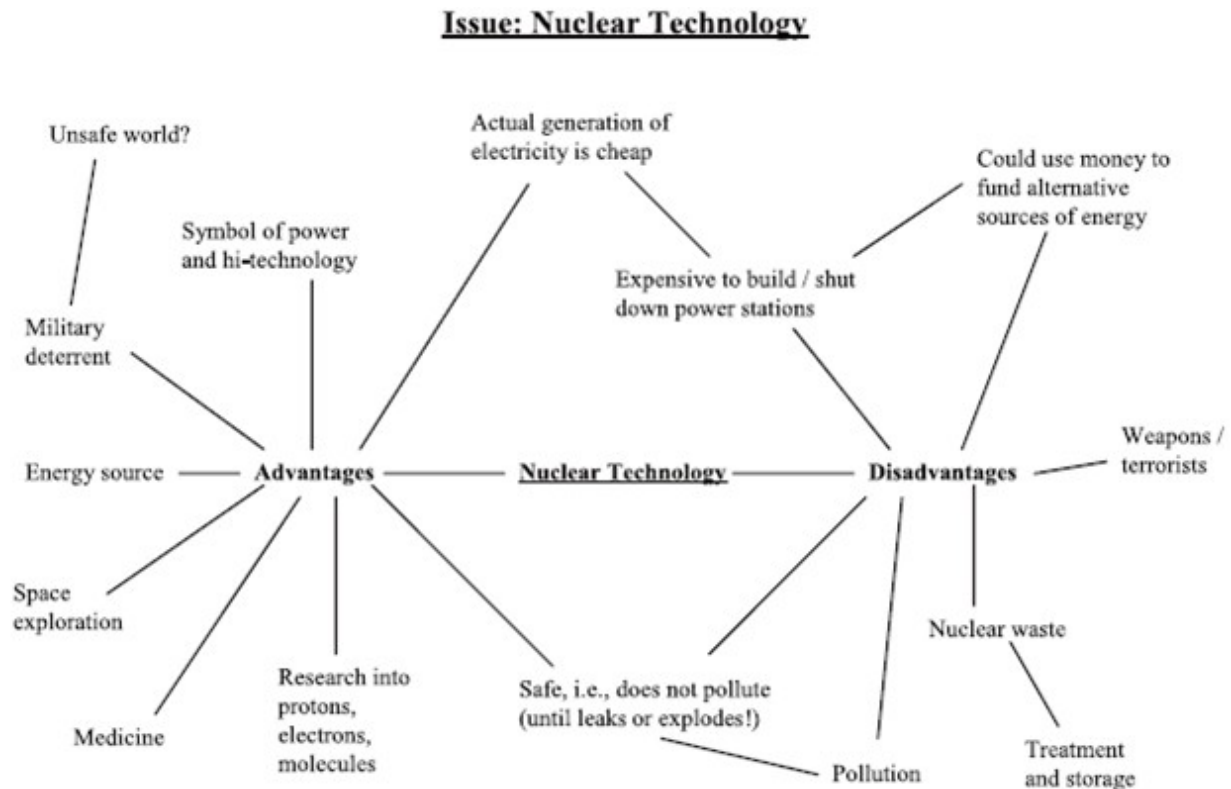 Issue: Nuclear Technology
Unsafe world?
Actual generation of
electricity is cheap
Could use money to
fund alternative
sources of energy
Symbol of power
and hi-technology
Expensive to build / shut
down power stations
Military
deterrent
Weapons /
terrorists
Energy source
Advantages
Nuclear Technology
Disadvantages
Space
exploration
Nuclear waste
Research into
protons,
electrons,
molecules
Safe, i.e., does not pollute
(until leaks or explodes!)
Medicine
Pollution
Treatment
and storage